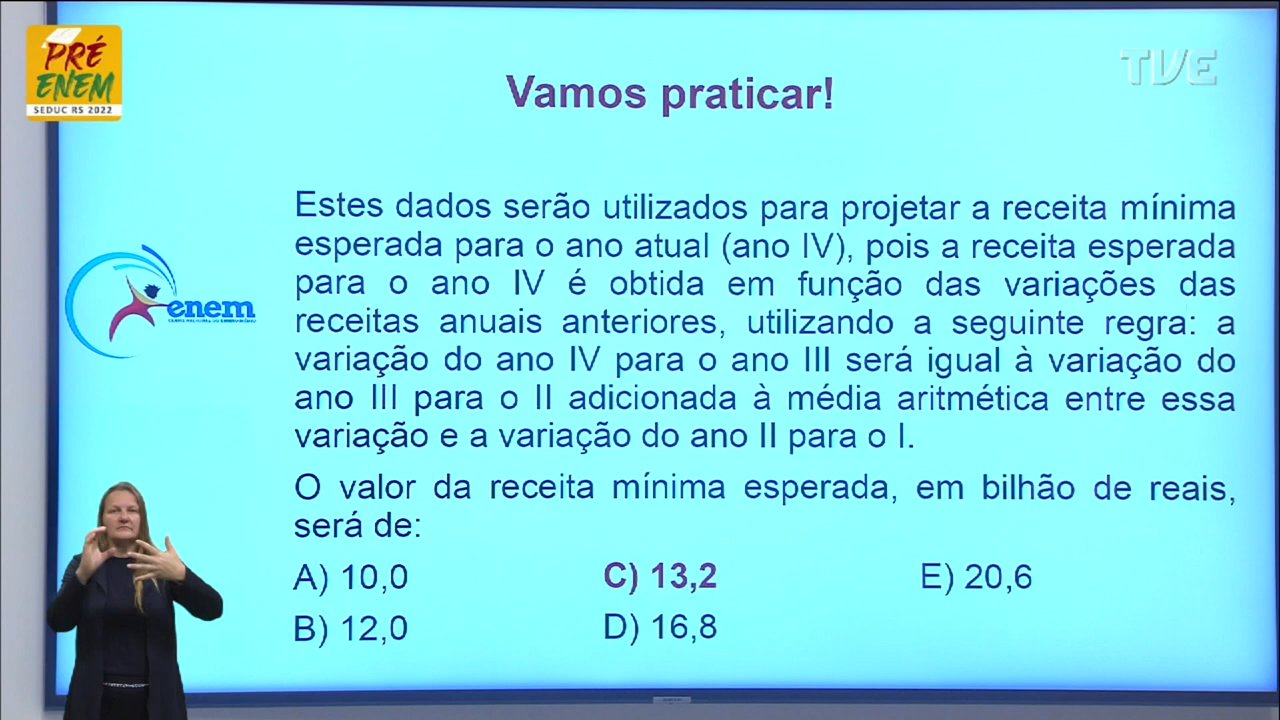 PRÉ
ENEM
SEDUC RS 2022
TVE
Vamos praticar!
Estes dados serão utilizados para projetar a receita mínima
esperada para o ano atual (ano IV), pois a receita esperada
para o ano IV é obtida em função das variações das
receitas anuais anteriores, utilizando a seguinte regra: a
variação do ano IV para o ano III será igual à variação do
ano III para o II adicionada à média aritmética entre essa
variação e a variação do ano II para o I.
enem
O valor da receita mínima esperada, em bilhão de reais,
será de:
A) 10,0 C) 13,2 E) 20,6
B) 12,0 D) 16,8